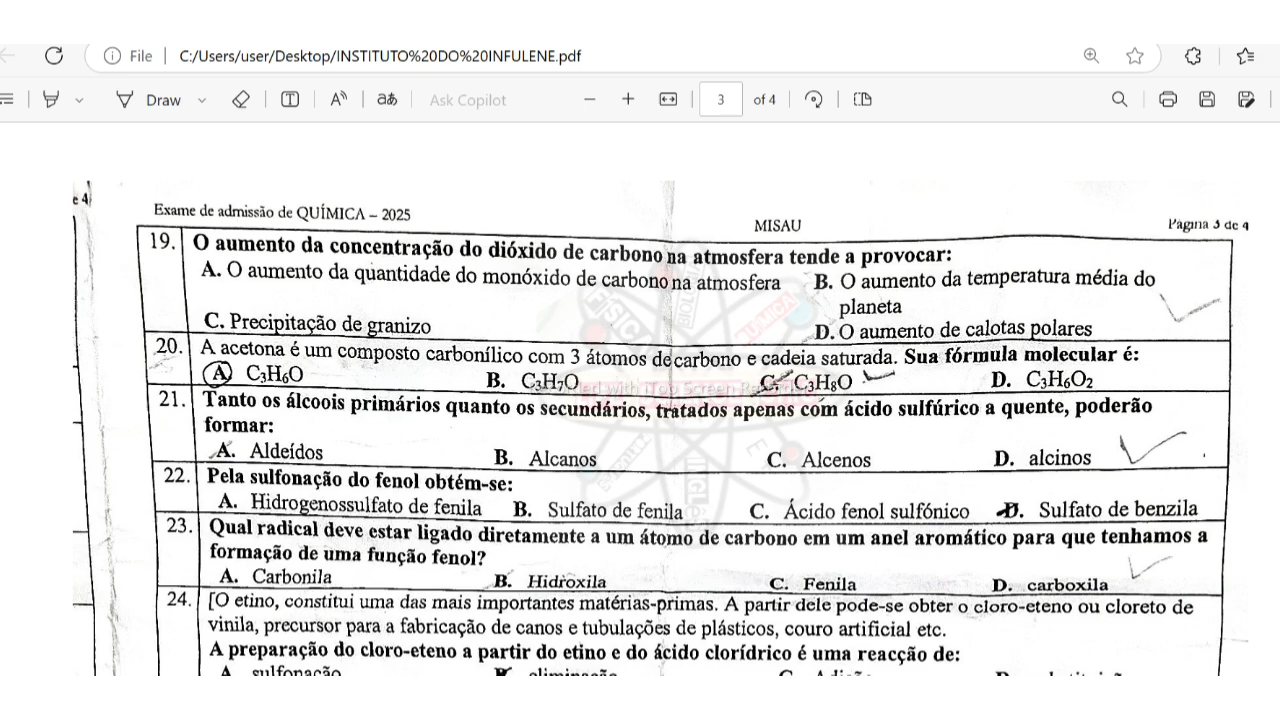 File | C:/Users/user/Desktop/INSTITUTO%20DO%20INFULENE.pdf
Draw
aあ
Ask Copilot
3 of 4
e 4
Exame de admissão de QUÍMICA – 2025
MISAU
Página 3 de 4
19. O aumento da concentração do dióxido de carbono na atmosfera tende a provocar:
A. O aumento da quantidade do monóxido de carbono na atmosfera B. O aumento da temperatura média do
planeta
C. Precipitação de granizo D. O aumento de calotas polares
20. A acetona é um composto carbonílico com 3 átomos de carbono e cadeia saturada. Sua fórmula molecular é:
A. C₃H₆O B. C₃H₇O C. C₃H₈O D. C₃H₆O₂
21. Tanto os álcoois primários quanto os secundários, tratados apenas com ácido sulfúrico a quente, poderão
formar:
A. Aldeídos B. Alcanos C. Alcenos D. alcinos
22. Pela sulfonação do fenol obtém-se:
A. Hidrogenossulfato de fenila B. Sulfato de fenila C. Ácido fenol sulfónico D. Sulfato de benzila
23. Qual radical deve estar ligado diretamente a um átomo de carbono em um anel aromático para que tenhamos a
formação de uma função fenol?
A. Carbonila B. Hidroxila C. Fenila D. carboxila
24. [O etino, constitui uma das mais importantes matérias-primas. A partir dele pode-se obter o cloro-eteno ou cloreto de
vinila, precursor para a fabricação de canos e tubulações de plásticos, couro artificial etc.
A preparação do cloro-eteno a partir do etino e do ácido clorídrico é uma reacção de:
A. sulfonação